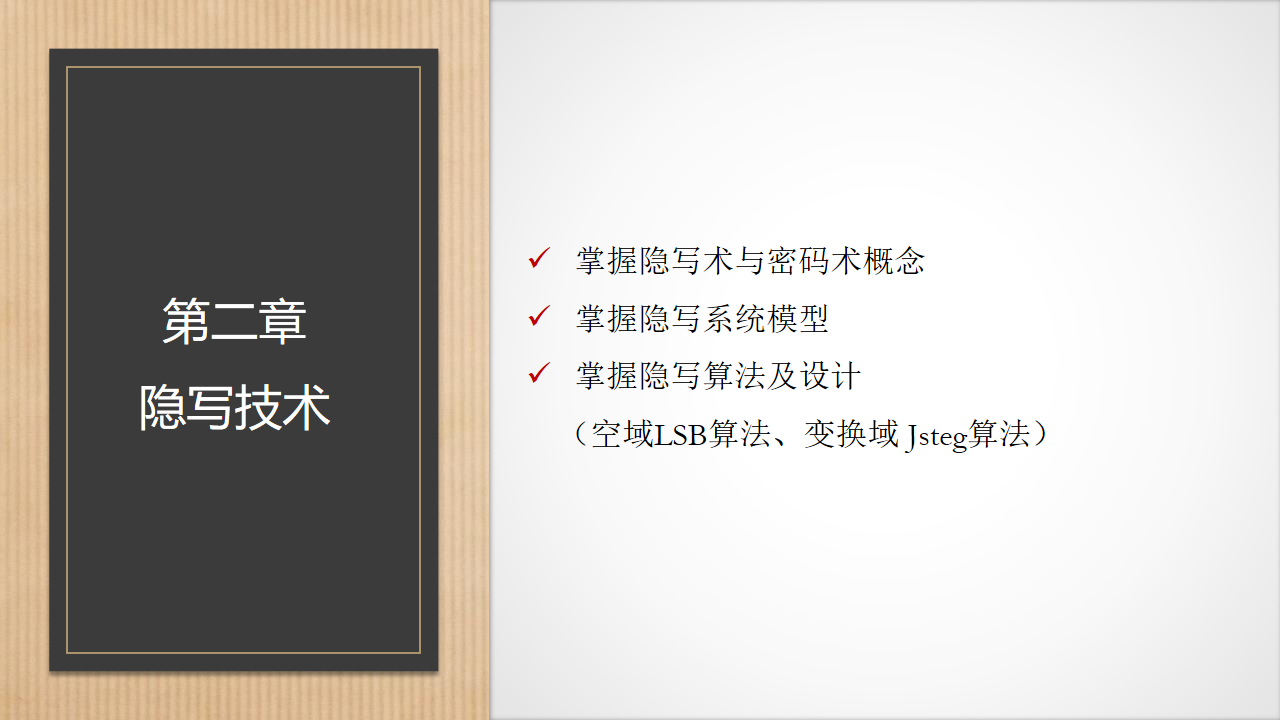 第二章
隐写技术
✓ 掌握隐写术与密码术概念
✓ 掌握隐写系统模型
✓ 掌握隐写算法及设计
（空域LSB算法、变换域 Jsteg算法）